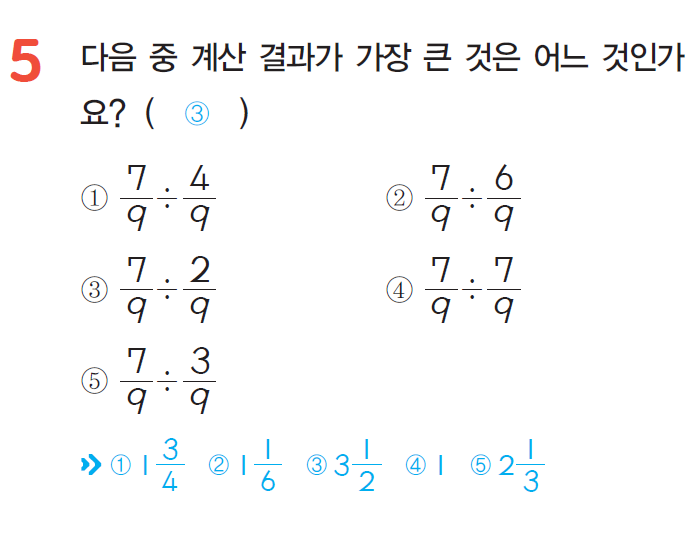 5 다음 중 계산 결과가 가장 큰 것은 어느 것인가
요? ( ③ )
① 7/9 ÷ 4/9 ② 7/9 ÷ 6/9
③ 7/9 ÷ 2/9 ④ 7/9 ÷ 7/9
⑤ 7/9 ÷ 3/9
» ① 1 3/4 ② 1 1/6 ③ 3 1/2 ④ 1 ⑤ 2 1/3